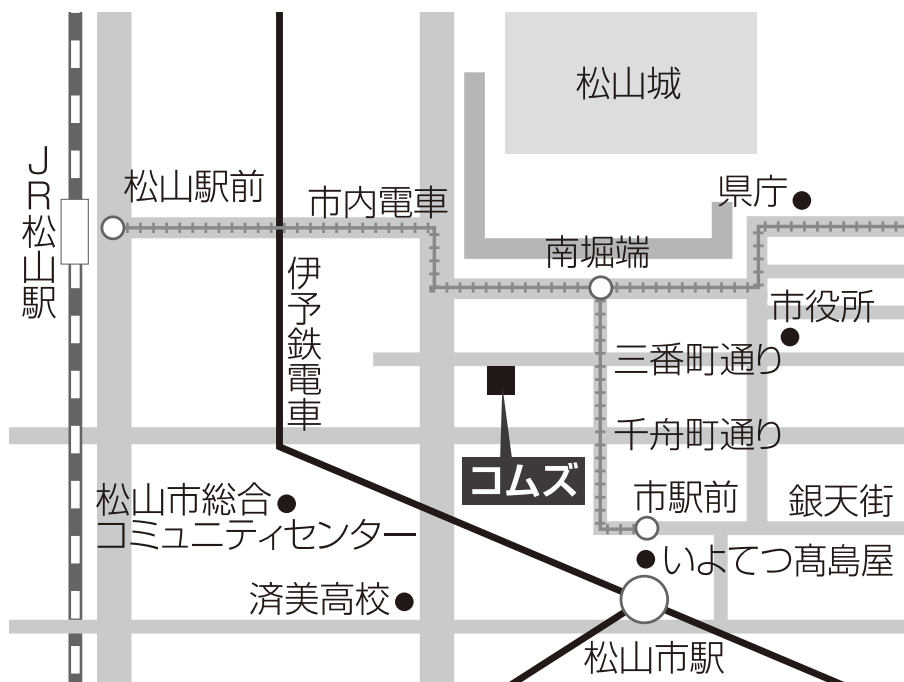 松山城
JR松山駅
松山駅前
市内電車
県庁
南堀端
伊予鉄電車
市役所
三番町通り
千舟町通り
コムズ
松山市総合
コミュニティセンター
市駅前
銀天街
いよてつ髙島屋
済美高校
松山市駅